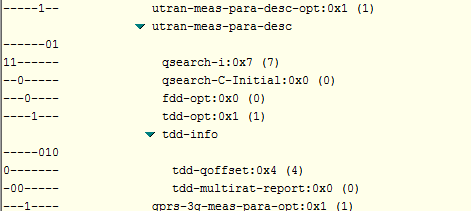 -----1-- utran-meas-para-desc-opt:0x1 (1)
utran-meas-para-desc
------01
11------ qsearch-i:0x7 (7)
--0----- qsearch-C-Initial:0x0 (0)
---0---- fdd-opt:0x0 (0)
----1--- tdd-opt:0x1 (1)
tdd-info
-----010
0------- tdd-qoffset:0x4 (4)
-00----- tdd-multirat-report:0x0 (0)
---1---- gprs-3g-meas-para-opt:0x1 (1)